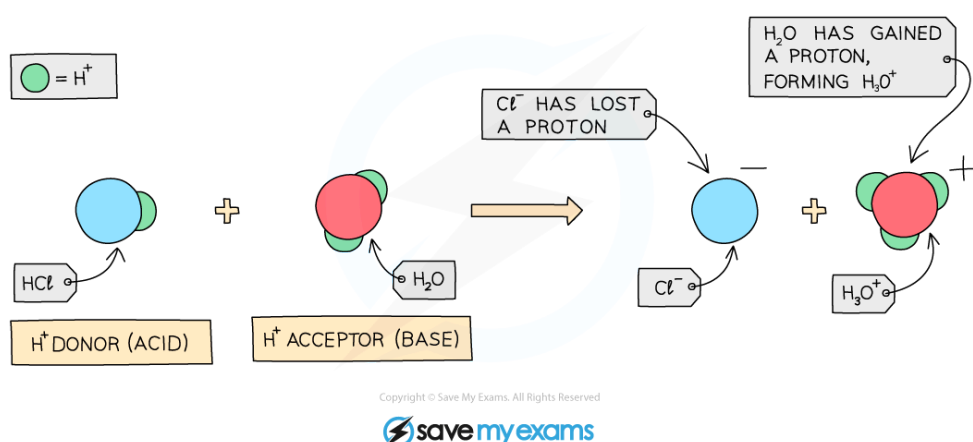 = H⁺
H₂O HAS GAINED
A PROTON,
FORMING H₃O⁺
Cl⁻ HAS LOST
A PROTON
−
+
+
+
HCl
H₂O
Cl⁻
H₃O⁺
H⁺ DONOR (ACID)
H⁺ ACCEPTOR (BASE)
Copyright © Save My Exams. All Rights Reserved
save my exams